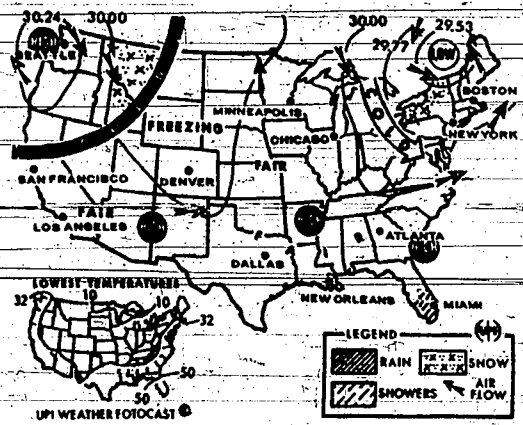 30.24
30.00
30.00
29.53
29.77
LOW
SEATTLE
BOSTON
NEW YORK
MINNEAPOLIS
FREEZING
CHICAGO
COLD
FAIR
SAN FRANCISCO
DENVER
FAIR
LOS ANGELES
ATLANTA
FAIR
DALLAS
NEW ORLEANS
MIAMI
LOWEST TEMPERATURES
32
10
10
32
50
50
LEGEND
RAIN
SNOW
SHOWERS
AIR
FLOW
UPI WEATHER FOTOCAST ©